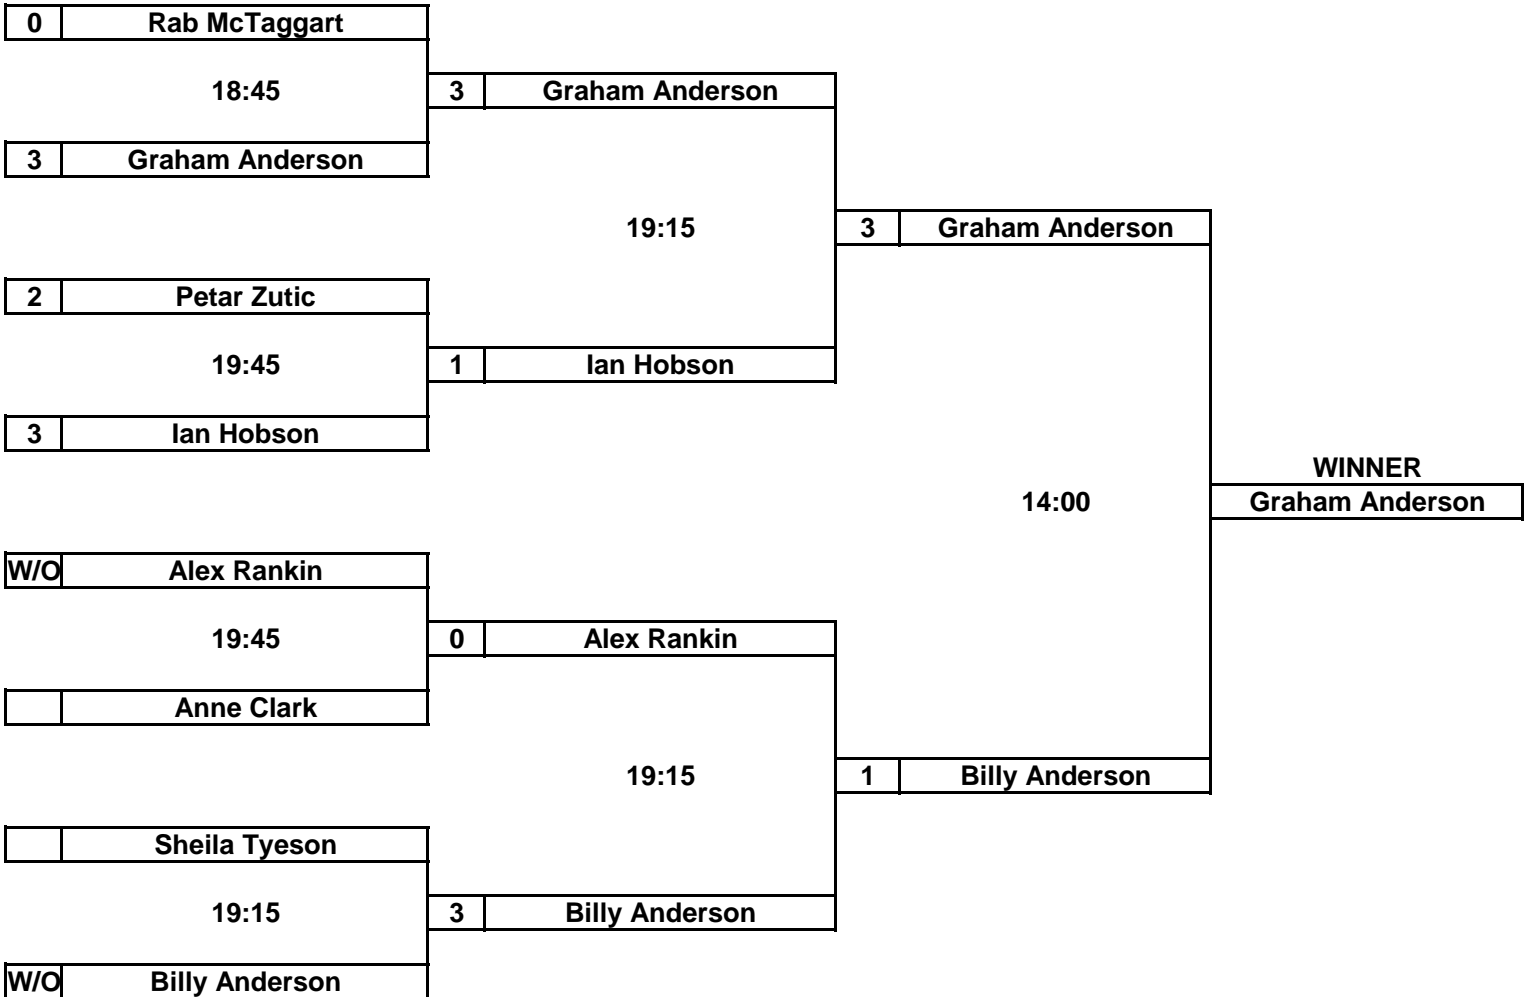 0 Rab McTaggart
18:45
3 Graham Anderson
3 Graham Anderson
19:15
3 Graham Anderson
2 Petar Zutic
19:45
1 Ian Hobson
3 Ian Hobson
WINNER
14:00
Graham Anderson
W/O Alex Rankin
19:45
0 Alex Rankin
Anne Clark
19:15
1 Billy Anderson
Sheila Tyeson
19:15
3 Billy Anderson
W/O Billy Anderson